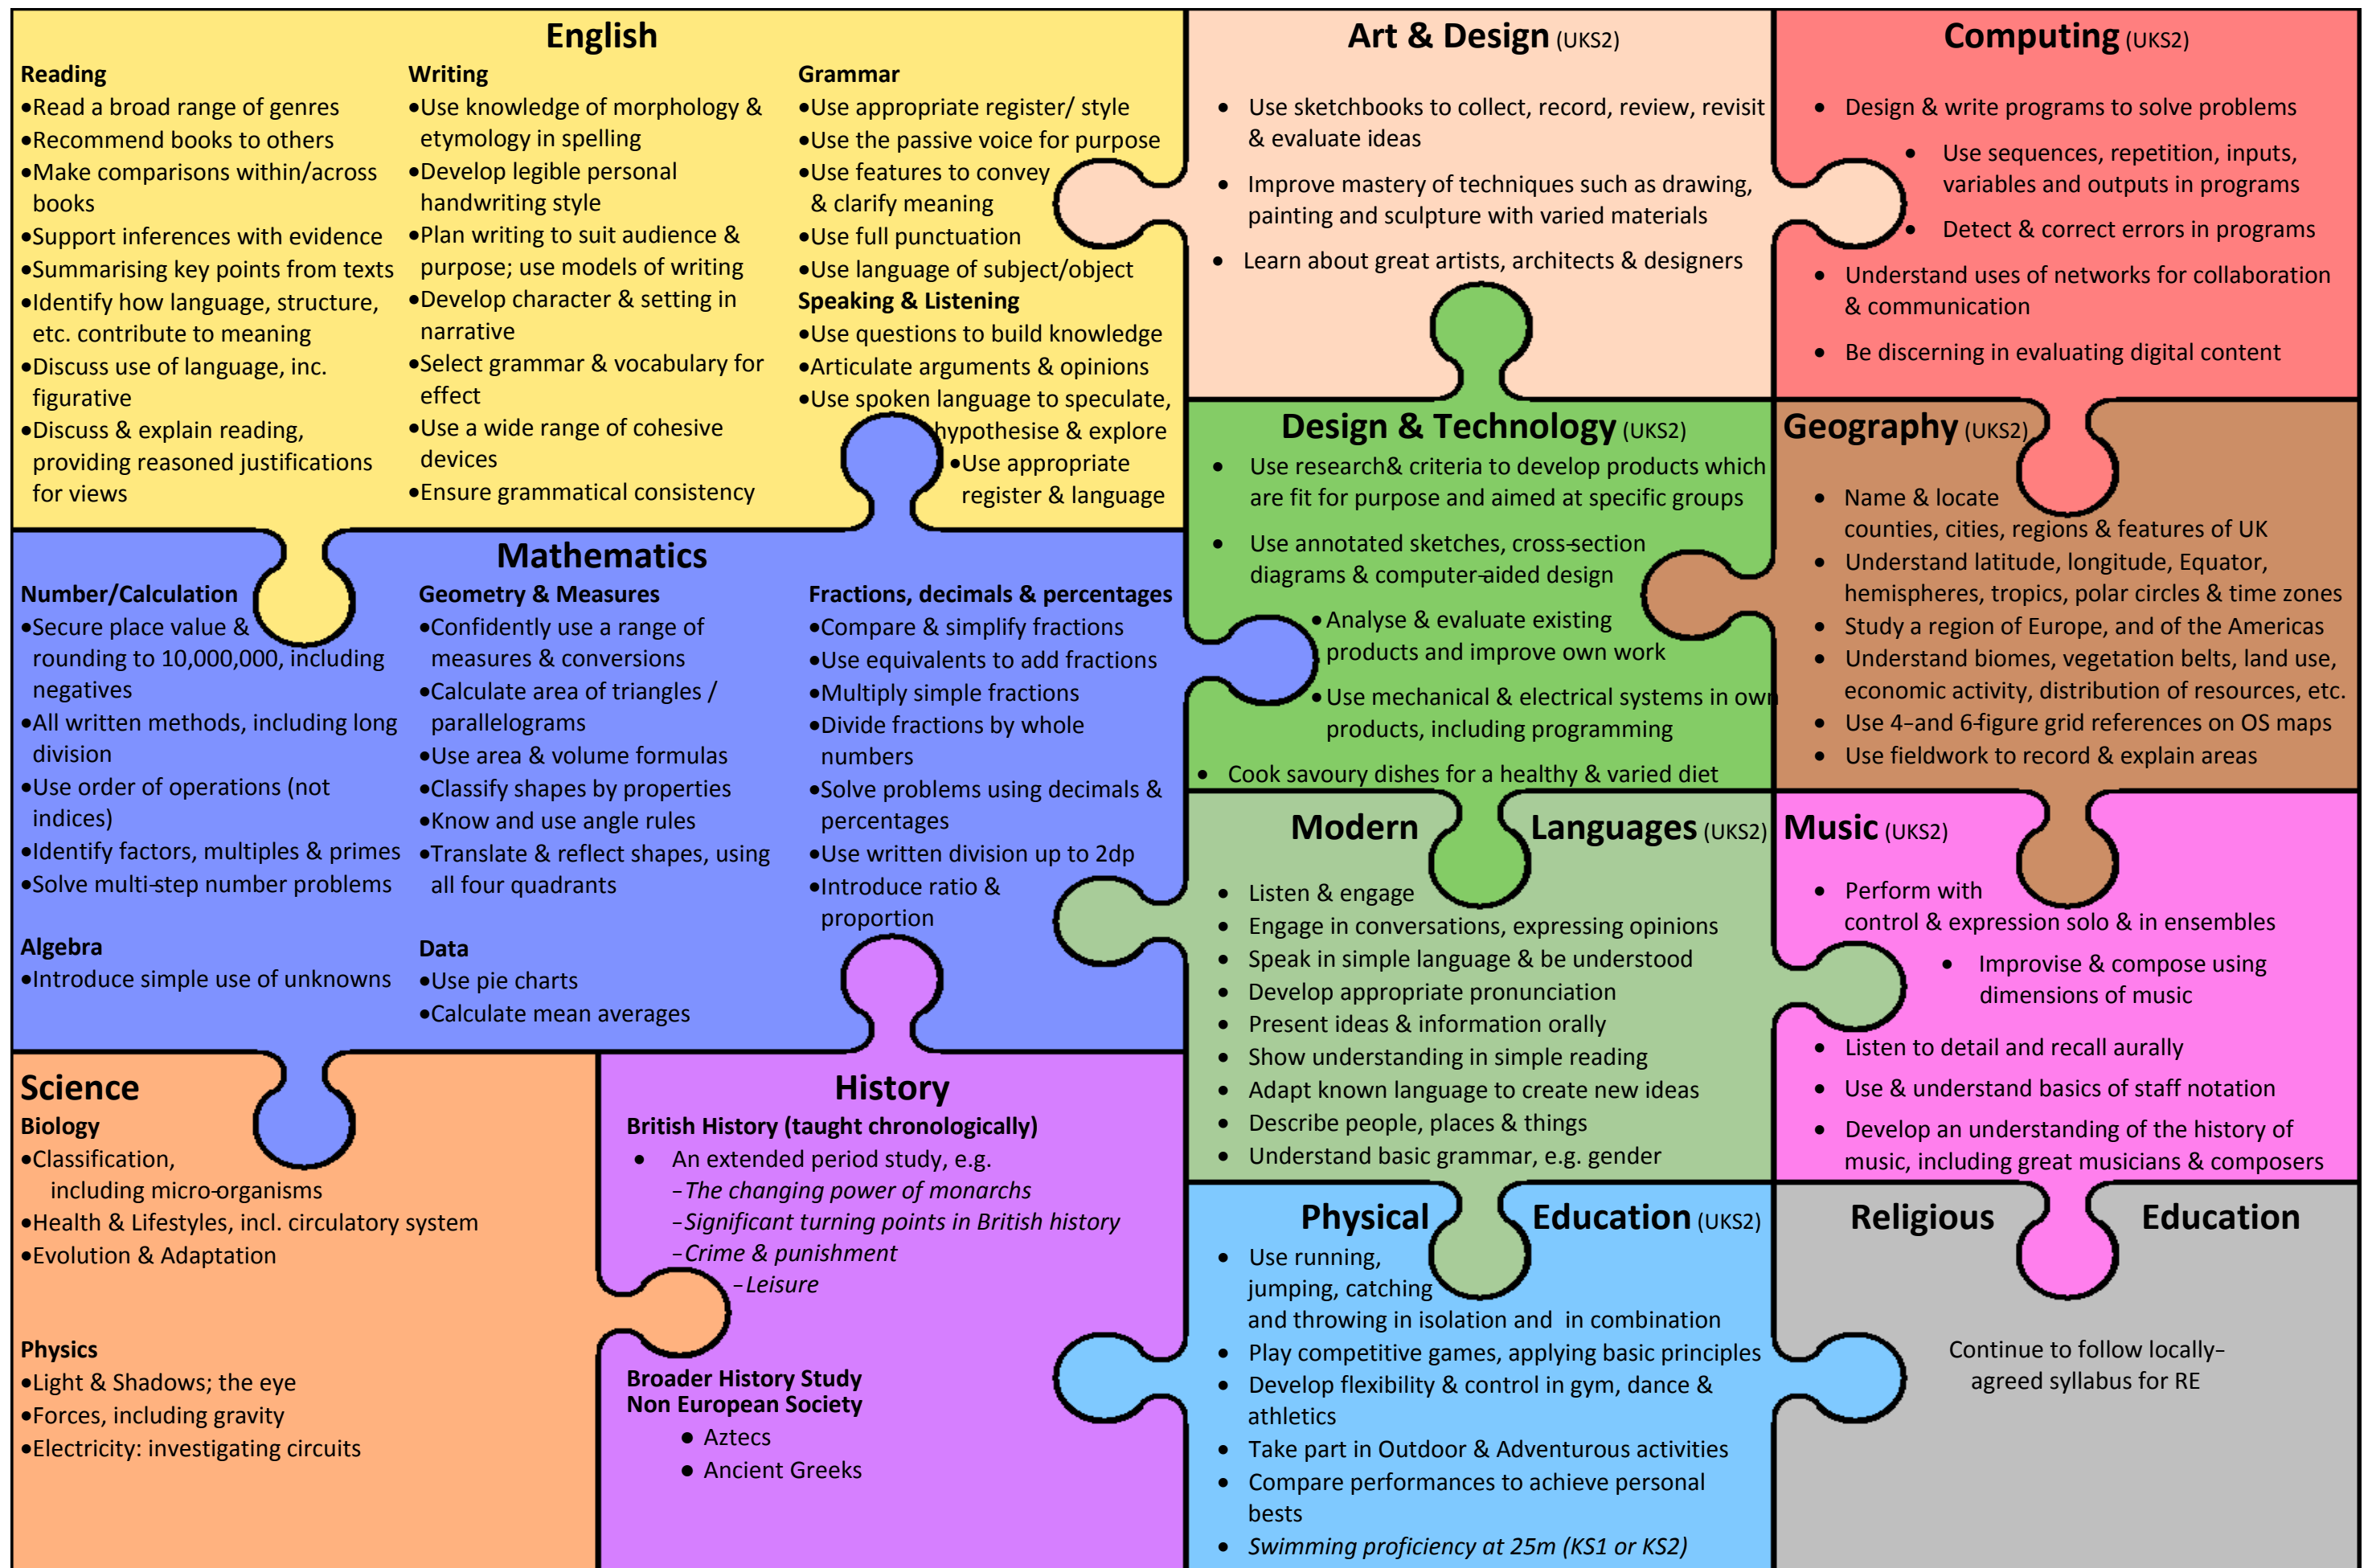 English
Reading
•Read a broad range of genres
•Recommend books to others
•Make comparisons within/across
books
•Support inferences with evidence
•Summarising key points from texts
•Identify how language, structure,
etc. contribute to meaning
•Discuss use of language, inc.
figurative
•Discuss & explain reading,
providing reasoned justifications
for views
Writing
•Use knowledge of morphology &
etymology in spelling
•Develop legible personal
handwriting style
•Plan writing to suit audience &
purpose; use models of writing
•Develop character & setting in
narrative
•Select grammar & vocabulary for
effect
•Use a wide range of cohesive
devices
•Ensure grammatical consistency
Grammar
•Use appropriate register/ style
•Use the passive voice for purpose
•Use features to convey
& clarify meaning
•Use full punctuation
•Use language of subject/object
Speaking & Listening
•Use questions to build knowledge
•Articulate arguments & opinions
•Use spoken language to speculate,
hypothesise & explore
•Use appropriate
register & language
Art & Design (UKS2)
• Use sketchbooks to collect, record, review, revisit
& evaluate ideas
• Improve mastery of techniques such as drawing,
painting and sculpture with varied materials
• Learn about great artists, architects & designers
Computing (UKS2)
• Design & write programs to solve problems
• Use sequences, repetition, inputs,
variables and outputs in programs
• Detect & correct errors in programs
• Understand uses of networks for collaboration
& communication
• Be discerning in evaluating digital content
Mathematics
Number/Calculation
•Secure place value &
rounding to 10,000,000, including
negatives
•All written methods, including long
division
•Use order of operations (not
indices)
•Identify factors, multiples & primes
•Solve multi-step number problems
Algebra
•Introduce simple use of unknowns
Geometry & Measures
•Confidently use a range of
measures & conversions
•Calculate area of triangles /
parallelograms
•Use area & volume formulas
•Classify shapes by properties
•Know and use angle rules
•Translate & reflect shapes, using
all four quadrants
Data
•Use pie charts
•Calculate mean averages
Fractions, decimals & percentages
•Compare & simplify fractions
•Use equivalents to add fractions
•Multiply simple fractions
•Divide fractions by whole
numbers
•Solve problems using decimals &
percentages
•Use written division up to 2dp
•Introduce ratio &
proportion
Design & Technology (UKS2)
• Use research& criteria to develop products which
are fit for purpose and aimed at specific groups
• Use annotated sketches, cross-section
diagrams & computer-aided design
•Analyse & evaluate existing
products and improve own work
•Use mechanical & electrical systems in own
products, including programming
• Cook savoury dishes for a healthy & varied diet
Geography (UKS2)
• Name & locate
counties, cities, regions & features of UK
• Understand latitude, longitude, Equator,
hemispheres, tropics, polar circles & time zones
• Study a region of Europe, and of the Americas
• Understand biomes, vegetation belts, land use,
economic activity, distribution of resources, etc.
• Use 4-and 6-figure grid references on OS maps
• Use fieldwork to record & explain areas
Modern Languages (UKS2)
• Listen & engage
• Engage in conversations, expressing opinions
• Speak in simple language & be understood
• Develop appropriate pronunciation
• Present ideas & information orally
• Show understanding in simple reading
• Adapt known language to create new ideas
• Describe people, places & things
• Understand basic grammar, e.g. gender
Music (UKS2)
• Perform with
control & expression solo & in ensembles
• Improvise & compose using
dimensions of music
• Listen to detail and recall aurally
• Use & understand basics of staff notation
• Develop an understanding of the history of
music, including great musicians & composers
Science
Biology
•Classification,
including micro-organisms
•Health & Lifestyles, incl. circulatory system
•Evolution & Adaptation
Physics
•Light & Shadows; the eye
•Forces, including gravity
•Electricity: investigating circuits
History
British History (taught chronologically)
• An extended period study, e.g.
–The changing power of monarchs
–Significant turning points in British history
–Crime & punishment
–Leisure
Broader History Study
Non European Society
• Aztecs
• Ancient Greeks
Physical Education (UKS2)
• Use running,
jumping, catching
and throwing in isolation and in combination
• Play competitive games, applying basic principles
• Develop flexibility & control in gym, dance &
athletics
• Take part in Outdoor & Adventurous activities
• Compare performances to achieve personal
bests
• Swimming proficiency at 25m (KS1 or KS2)
Religious Education
Continue to follow locally-
agreed syllabus for RE